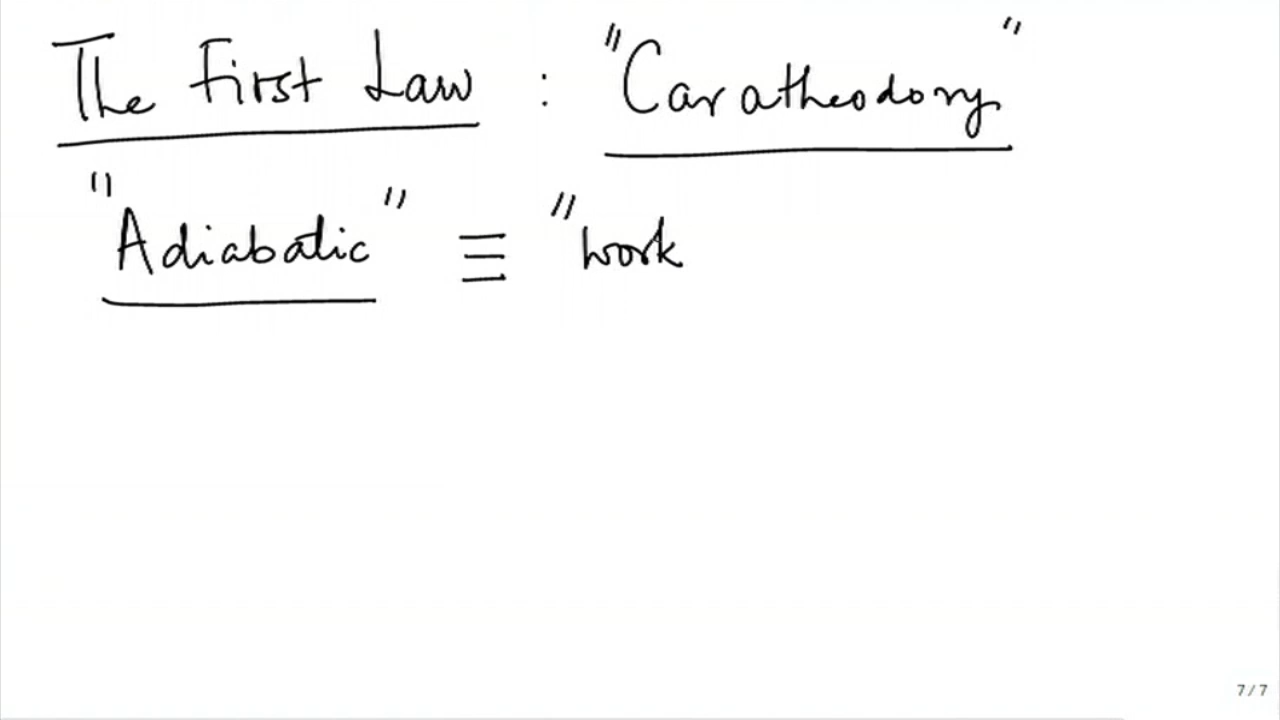 The First Law : "Caratheodory"
"Adiabatic" ≡ "work
7/7